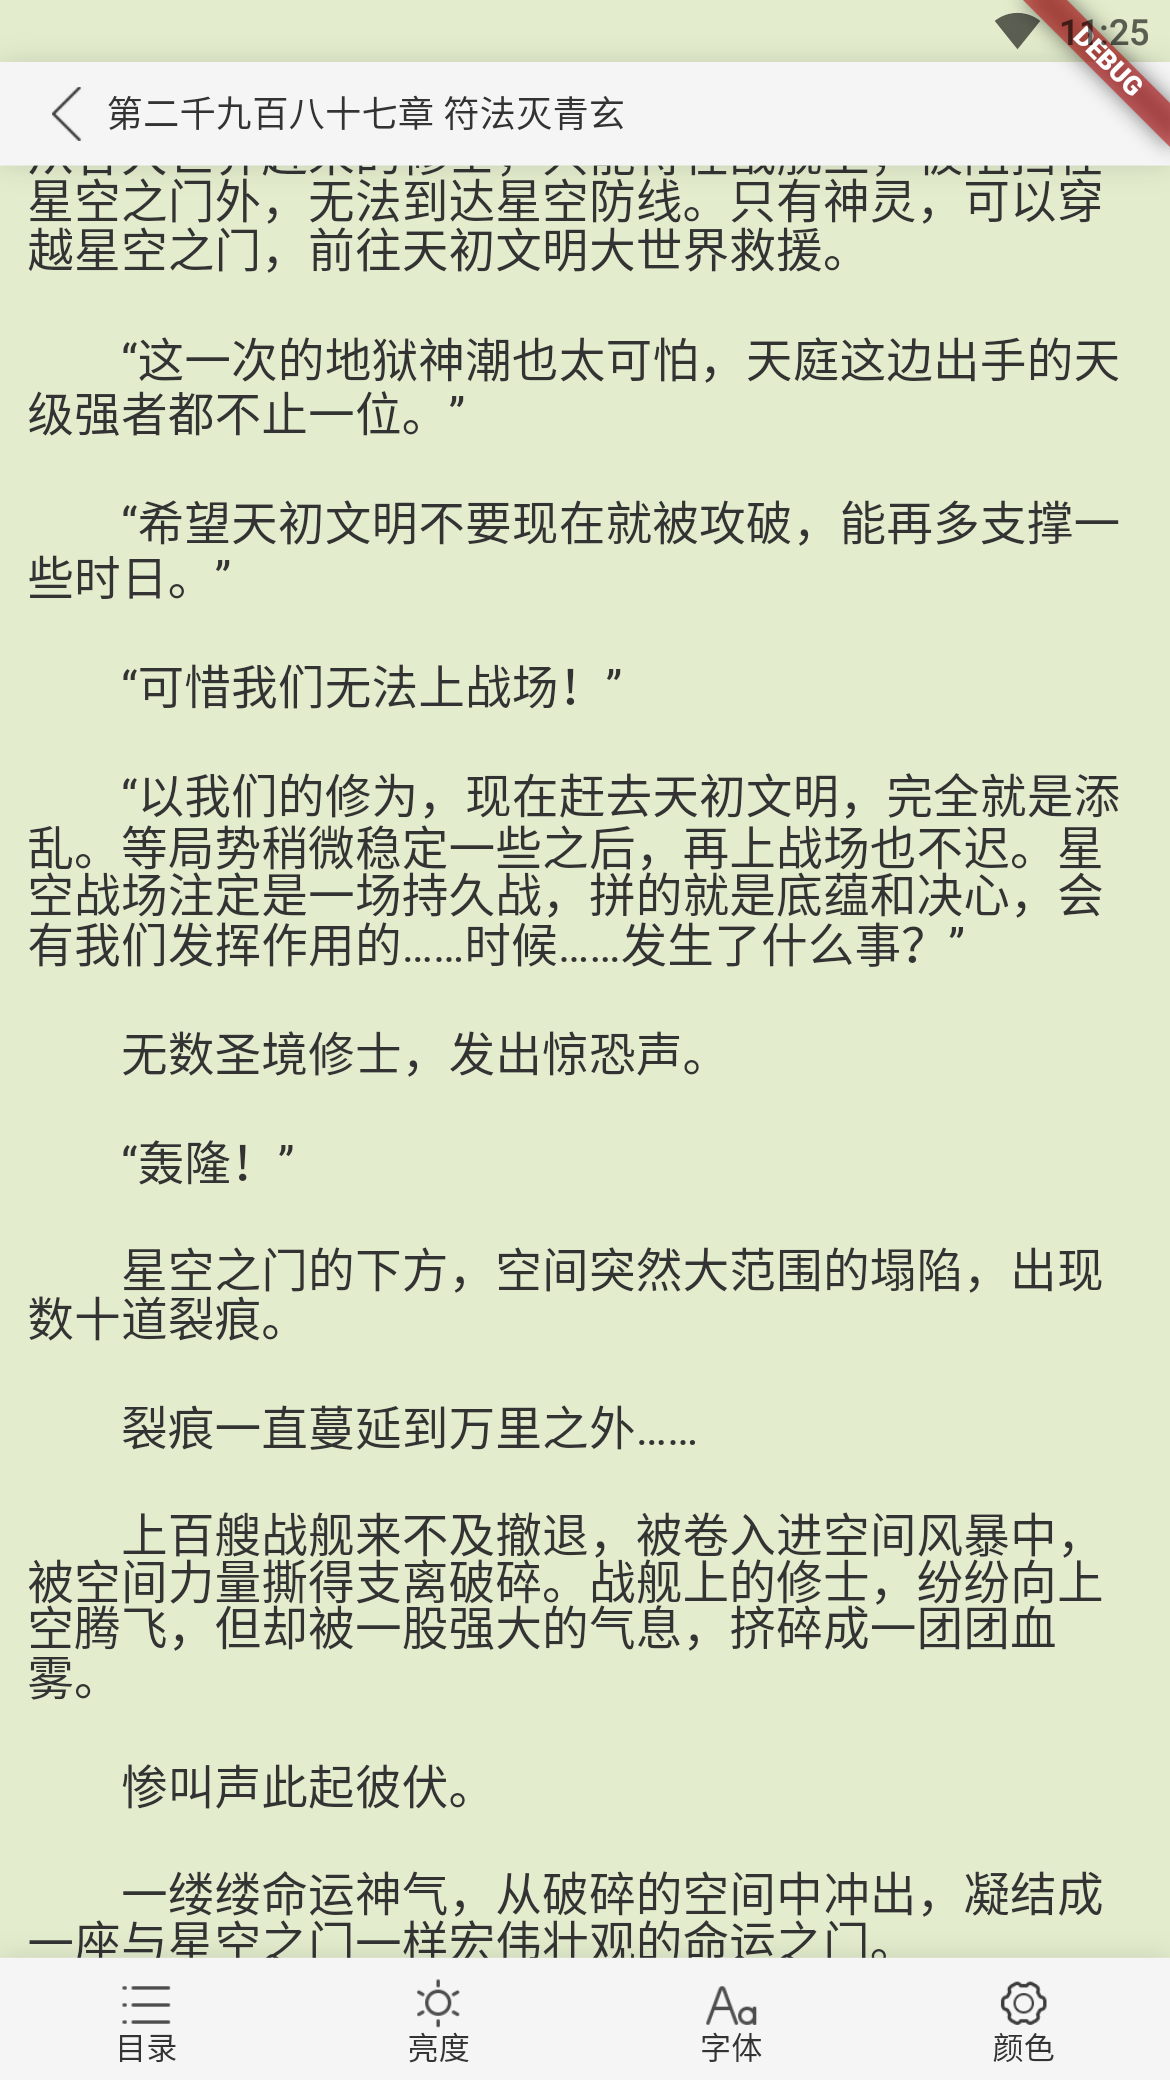 11:25
DEBUG
第二千九百八十七章 符法灭青玄
星空之门外，无法到达星空防线。只有神灵，可以穿
越星空之门，前往天初文明大世界救援。
“这一次的地狱神潮也太可怕，天庭这边出手的天
级强者都不止一位。”
“希望天初文明不要现在就被攻破，能再多支撑一
些时日。”
“可惜我们无法上战场！”
“以我们的修为，现在赶去天初文明，完全就是添
乱。等局势稍微稳定一些之后，再上战场也不迟。星
空战场注定是一场持久战，拼的就是底蕴和决心，会
有我们发挥作用的……时候……发生了什么事？”
无数圣境修士，发出惊恐声。
“轰隆！”
星空之门的下方，空间突然大范围的塌陷，出现
数十道裂痕。
裂痕一直蔓延到万里之外……
上百艘战舰来不及撤退，被卷入进空间风暴中，
被空间力量撕得支离破碎。战舰上的修士，纷纷向上
空腾飞，但却被一股强大的气息，挤碎成一团团血
雾。
惨叫声此起彼伏。
一缕缕命运神气，从破碎的空间中冲出，凝结成
一座与星空之门一样宏伟壮观的命运之门。
目录
亮度
字体
颜色